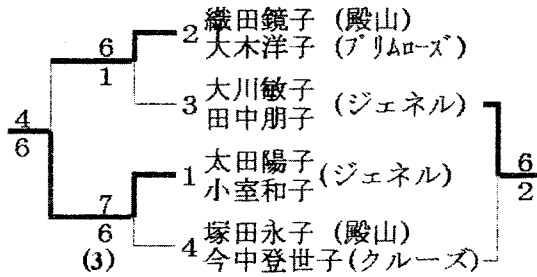 織田鏡子 (殿山)
6 2 大木洋子 (プリムローズ)
1
大川敏子
3 (ジェネル)
田中朋子
4
6 6
太田陽子
1 (ジェネル) 2
小室和子
7
6 塚田永子 (殿山)
(3) 4 今中登世子(クルーズ)